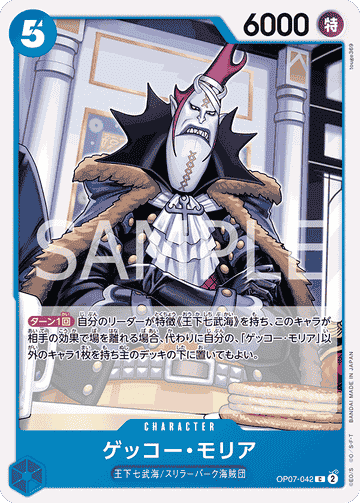 5
6000
特
SAMPLE
ターン1回 自分のリーダーが特徴《王下七武海》を持ち、このキャラが
相手の効果で場を離れる場合、代わりに自分の、「ゲッコー・モリア」以
外のキャラ1枚を持ち主のデッキの下に置いてもよい。
CHARACTER
ゲッコー・モリア
王下七武海/スリラーバーク海賊団
OP07-042 C 2
BANDAI MADE IN JAPAN